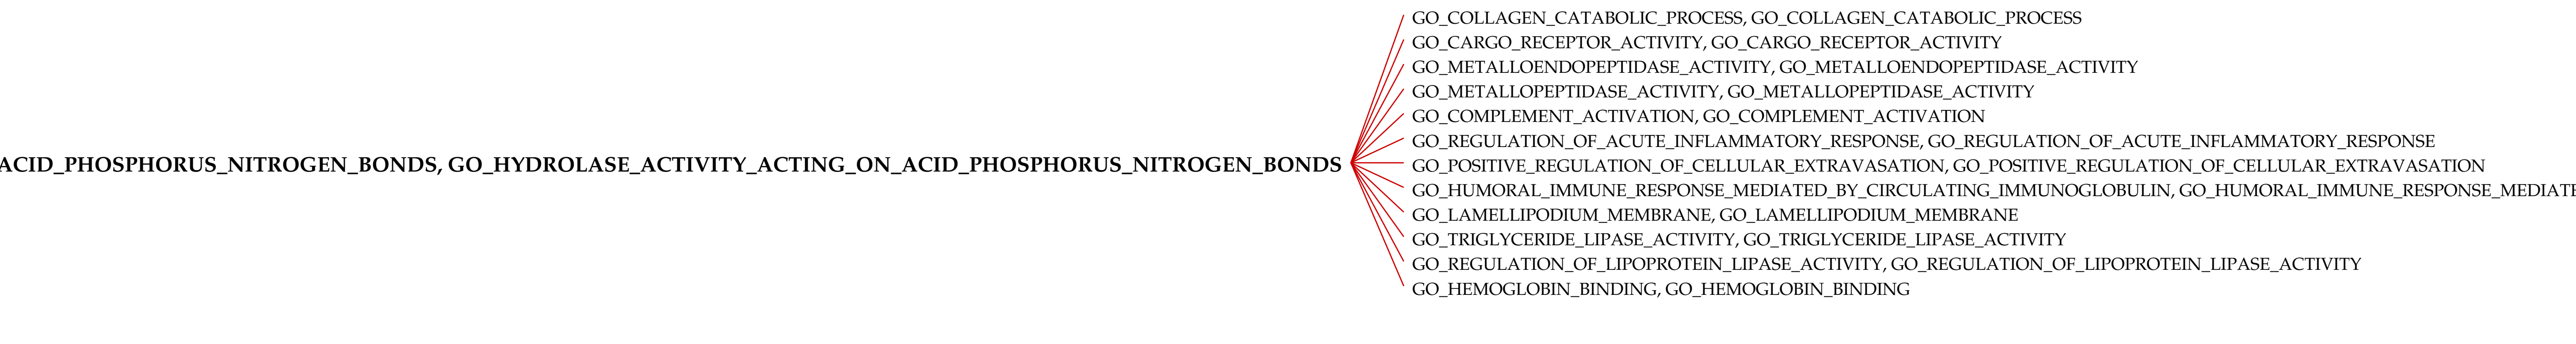 GO_COLLAGEN_CATABOLIC_PROCESS, GO_COLLAGEN_CATABOLIC_PROCESS
GO_CARGO_RECEPTOR_ACTIVITY, GO_CARGO_RECEPTOR_ACTIVITY
GO_METALLOENDOPEPTIDASE_ACTIVITY, GO_METALLOENDOPEPTIDASE_ACTIVITY
GO_METALLOPEPTIDASE_ACTIVITY, GO_METALLOPEPTIDASE_ACTIVITY
GO_COMPLEMENT_ACTIVATION, GO_COMPLEMENT_ACTIVATION
GO_REGULATION_OF_ACUTE_INFLAMMATORY_RESPONSE, GO_REGULATION_OF_ACUTE_INFLAMMATORY_RESPONSE
ACID_PHOSPHORUS_NITROGEN_BONDS, GO_HYDROLASE_ACTIVITY_ACTING_ON_ACID_PHOSPHORUS_NITROGEN_BONDS
GO_POSITIVE_REGULATION_OF_CELLULAR_EXTRAVASATION, GO_POSITIVE_REGULATION_OF_CELLULAR_EXTRAVASATION
GO_HUMORAL_IMMUNE_RESPONSE_MEDIATED_BY_CIRCULATING_IMMUNOGLOBULIN, GO_HUMORAL_IMMUNE_RESPONSE_MEDIATE
GO_LAMELLIPODIUM_MEMBRANE, GO_LAMELLIPODIUM_MEMBRANE
GO_TRIGLYCERIDE_LIPASE_ACTIVITY, GO_TRIGLYCERIDE_LIPASE_ACTIVITY
GO_REGULATION_OF_LIPOPROTEIN_LIPASE_ACTIVITY, GO_REGULATION_OF_LIPOPROTEIN_LIPASE_ACTIVITY
GO_HEMOGLOBIN_BINDING, GO_HEMOGLOBIN_BINDING